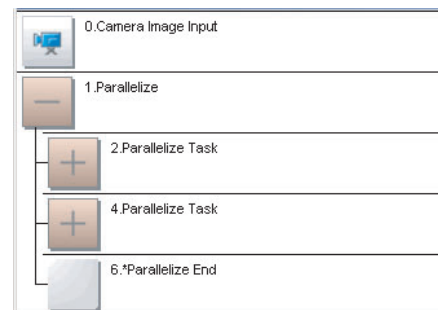 0.Camera Image Input
1.Parallelize
2.Parallelize Task
4.Parallelize Task
6.*Parallelize End